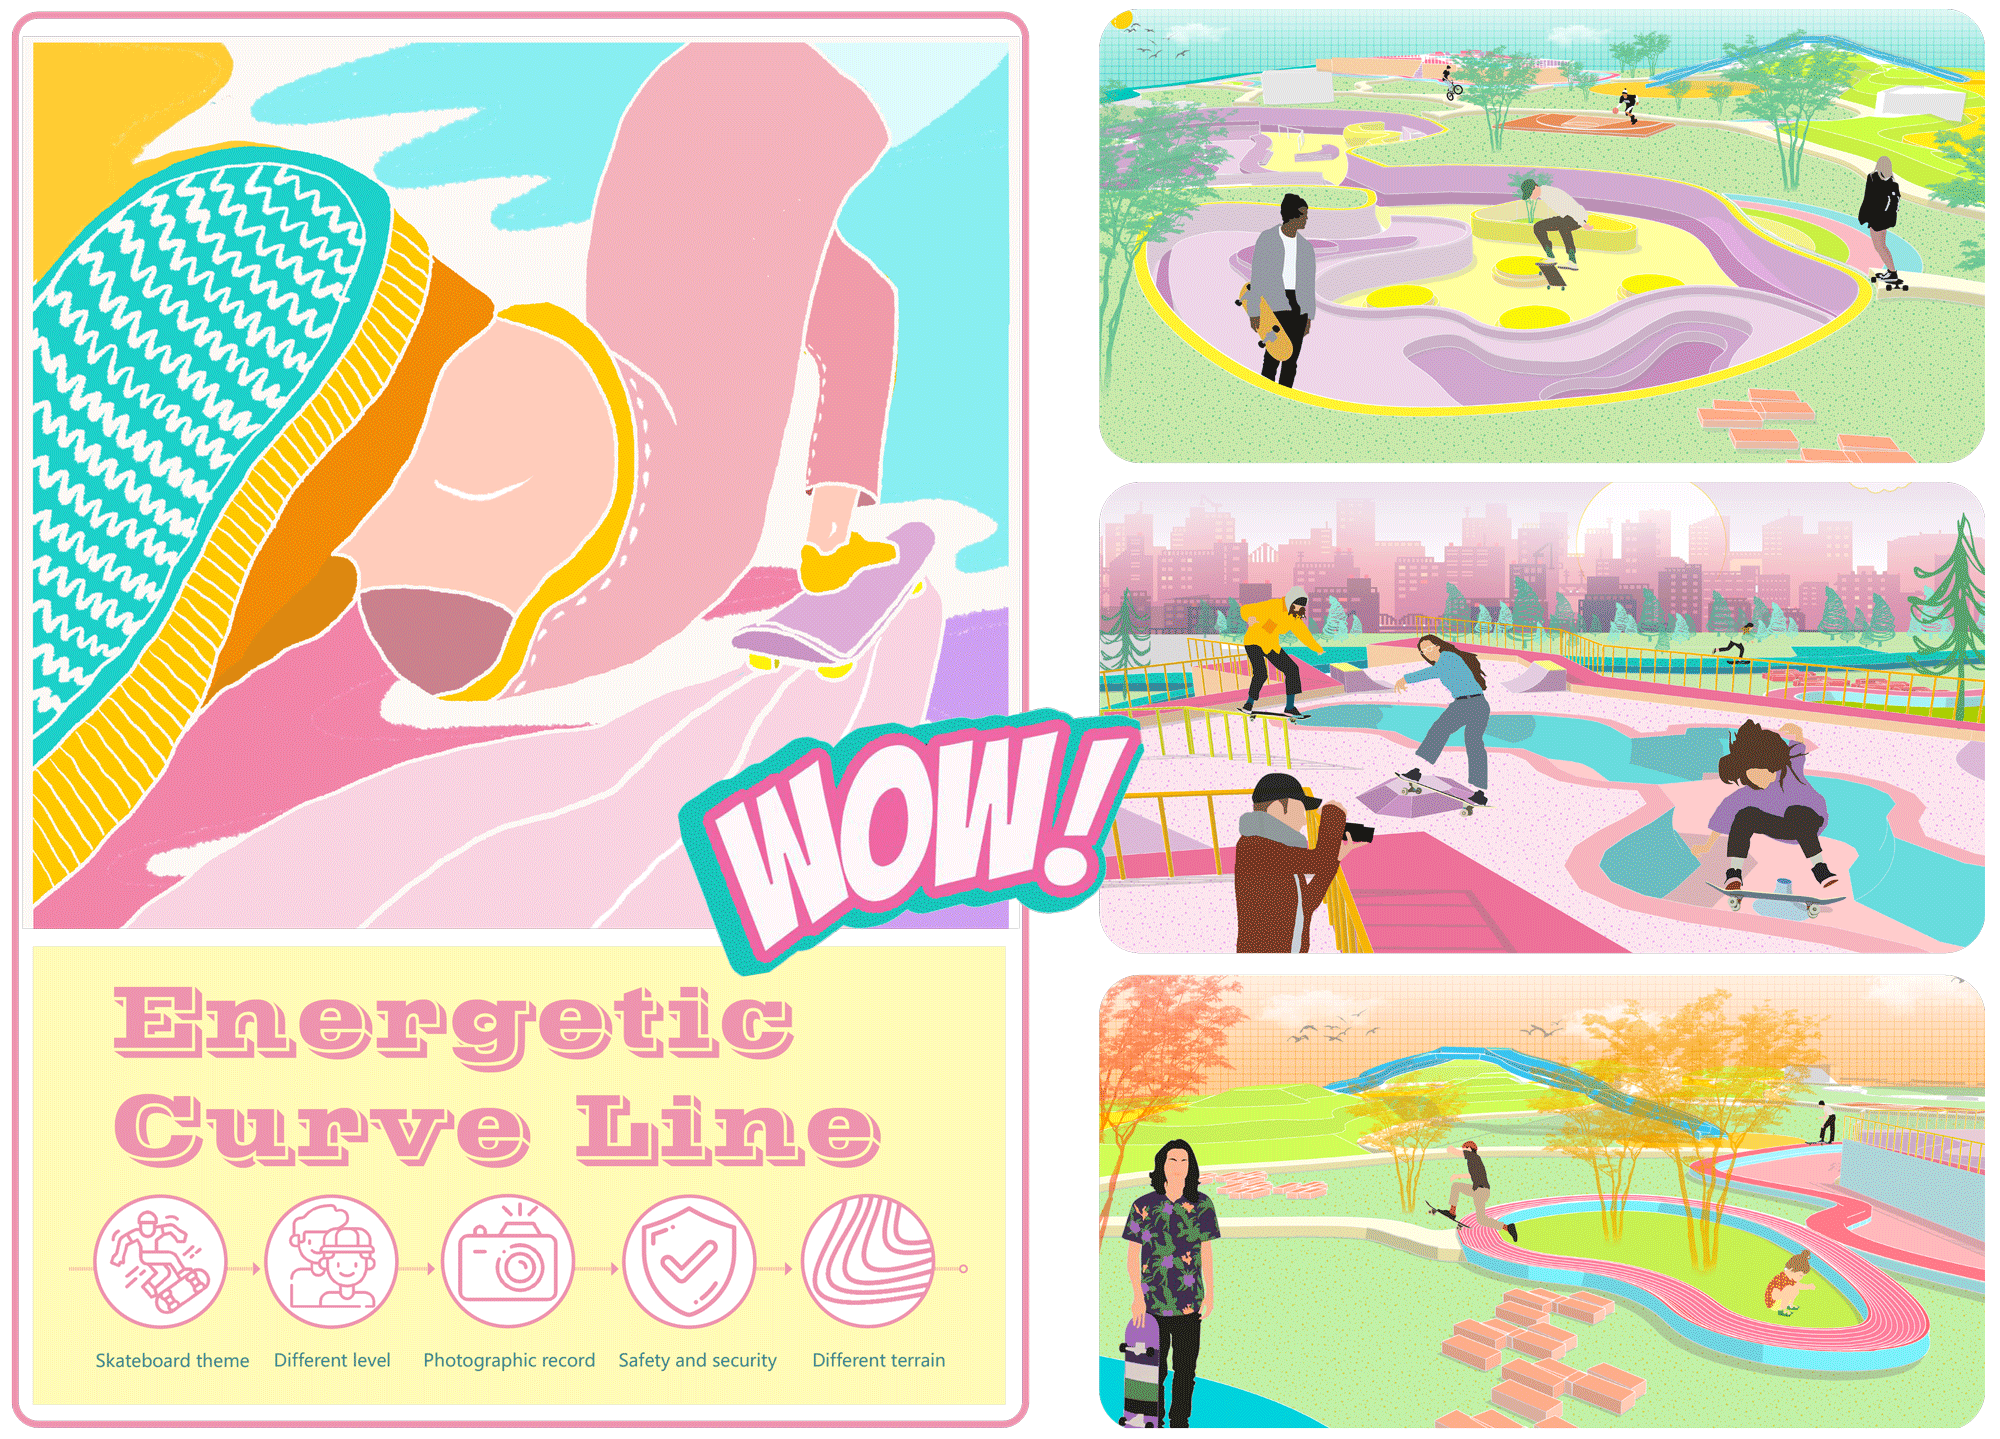 WOW!
Energetic
Curve Line
Skateboard theme
Different level
Photographic record
Safety and security
Different terrain